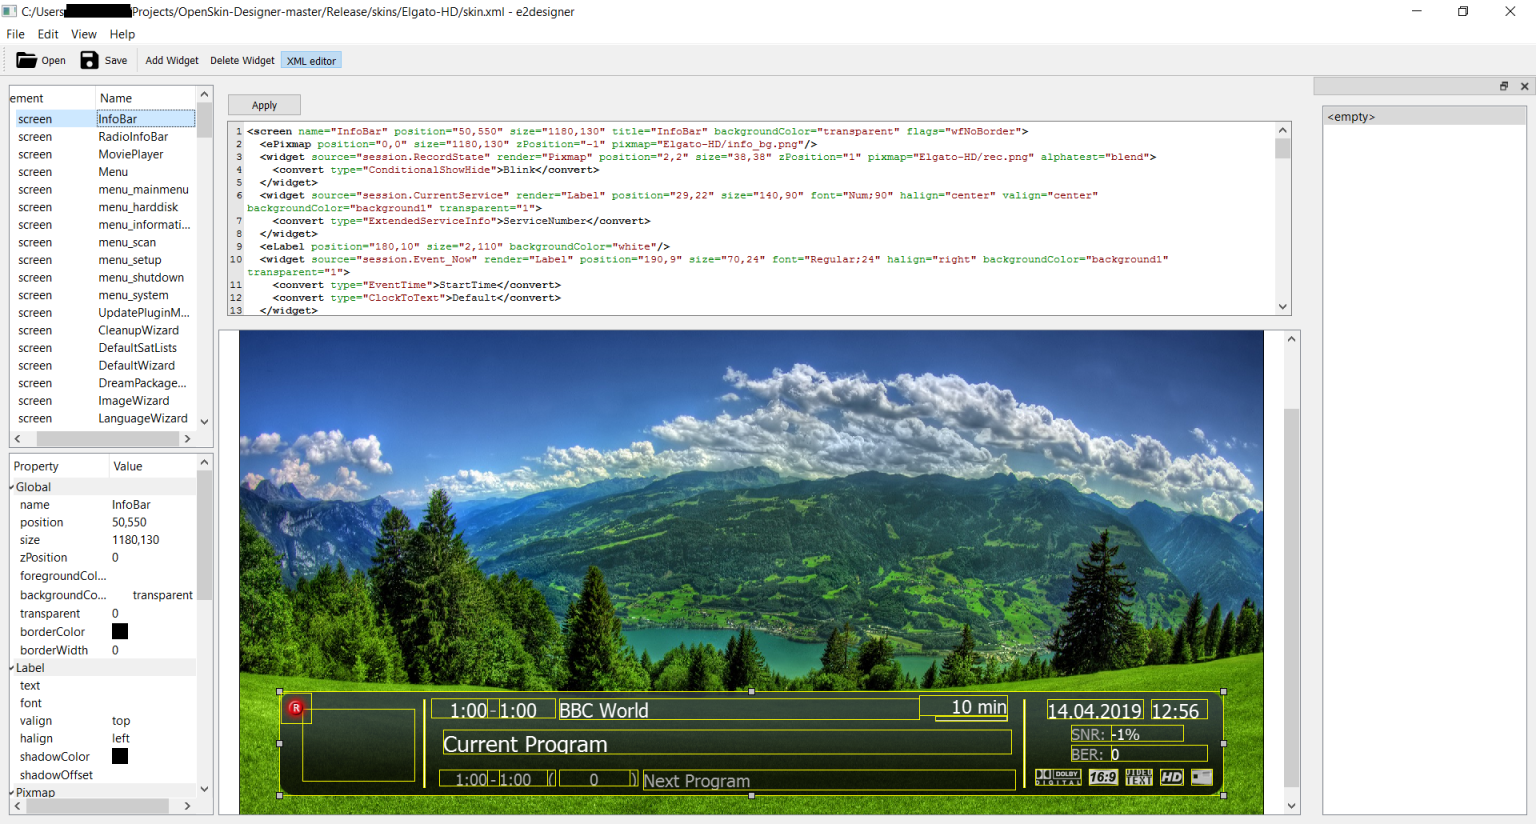 C:/Users Projects/OpenSkin-Designer-master/Release/skins/Elgato-HD/skin.xml - e2designer
File Edit View Help
Open Save Add Widget Delete Widget XML editor
ement Name
screen InfoBar
screen RadioInfoBar
screen MoviePlayer
screen Menu
screen menu_mainmenu
screen menu_harddisk
screen menu_informati...
screen menu_scan
screen menu_setup
screen menu_shutdown
screen menu_system
screen UpdatePluginM...
screen CleanupWizard
screen DefaultSatLists
screen DefaultWizard
screen DreamPackage...
screen ImageWizard
screen LanguageWizard
Property Value
Global
name InfoBar
position 50,550
size 1180,130
zPosition 0
foregroundCol...
backgroundCo... transparent
transparent 0
borderColor
borderWidth 0
Label
text
font
valign top
halign left
shadowColor
shadowOffset
Pixmap
Apply
1 <screen name="InfoBar" position="50,550" size="1180,130" title="InfoBar" backgroundColor="transparent" flags="wfNoBorder">
2 <ePixmap position="0,0" size="1180,130" zPosition="-1" pixmap="Elgato-HD/info_bg.png"/>
3 <widget source="session.RecordState" render="Pixmap" position="2,2" size="38,38" zPosition="1" pixmap="Elgato-HD/rec.png" alphatest="blend">
4 <convert type="ConditionalShowHide">Blink</convert>
5 </widget>
6 <widget source="session.CurrentService" render="Label" position="29,22" size="140,90" font="Num;90" halign="center" valign="center"
backgroundColor="background1" transparent="1">
7 <convert type="ExtendedServiceInfo">ServiceNumber</convert>
8 </widget>
9 <eLabel position="180,10" size="2,110" backgroundColor="white"/>
10 <widget source="session.Event_Now" render="Label" position="190,9" size="70,24" font="Regular;24" halign="right" backgroundColor="background1"
transparent="1">
11 <convert type="EventTime">StartTime</convert>
12 <convert type="ClockToText">Default</convert>
13 </widget>
R
1:00 - 1:00 BBC World 10 min
Current Program
1:00 - 1:00 ( 0 ) Next Program
14.04.2019 12:56
SNR: -1%
BER: 0
DOLBY DIGITAL 16:9 VIDEO TEXT HD
<empty>